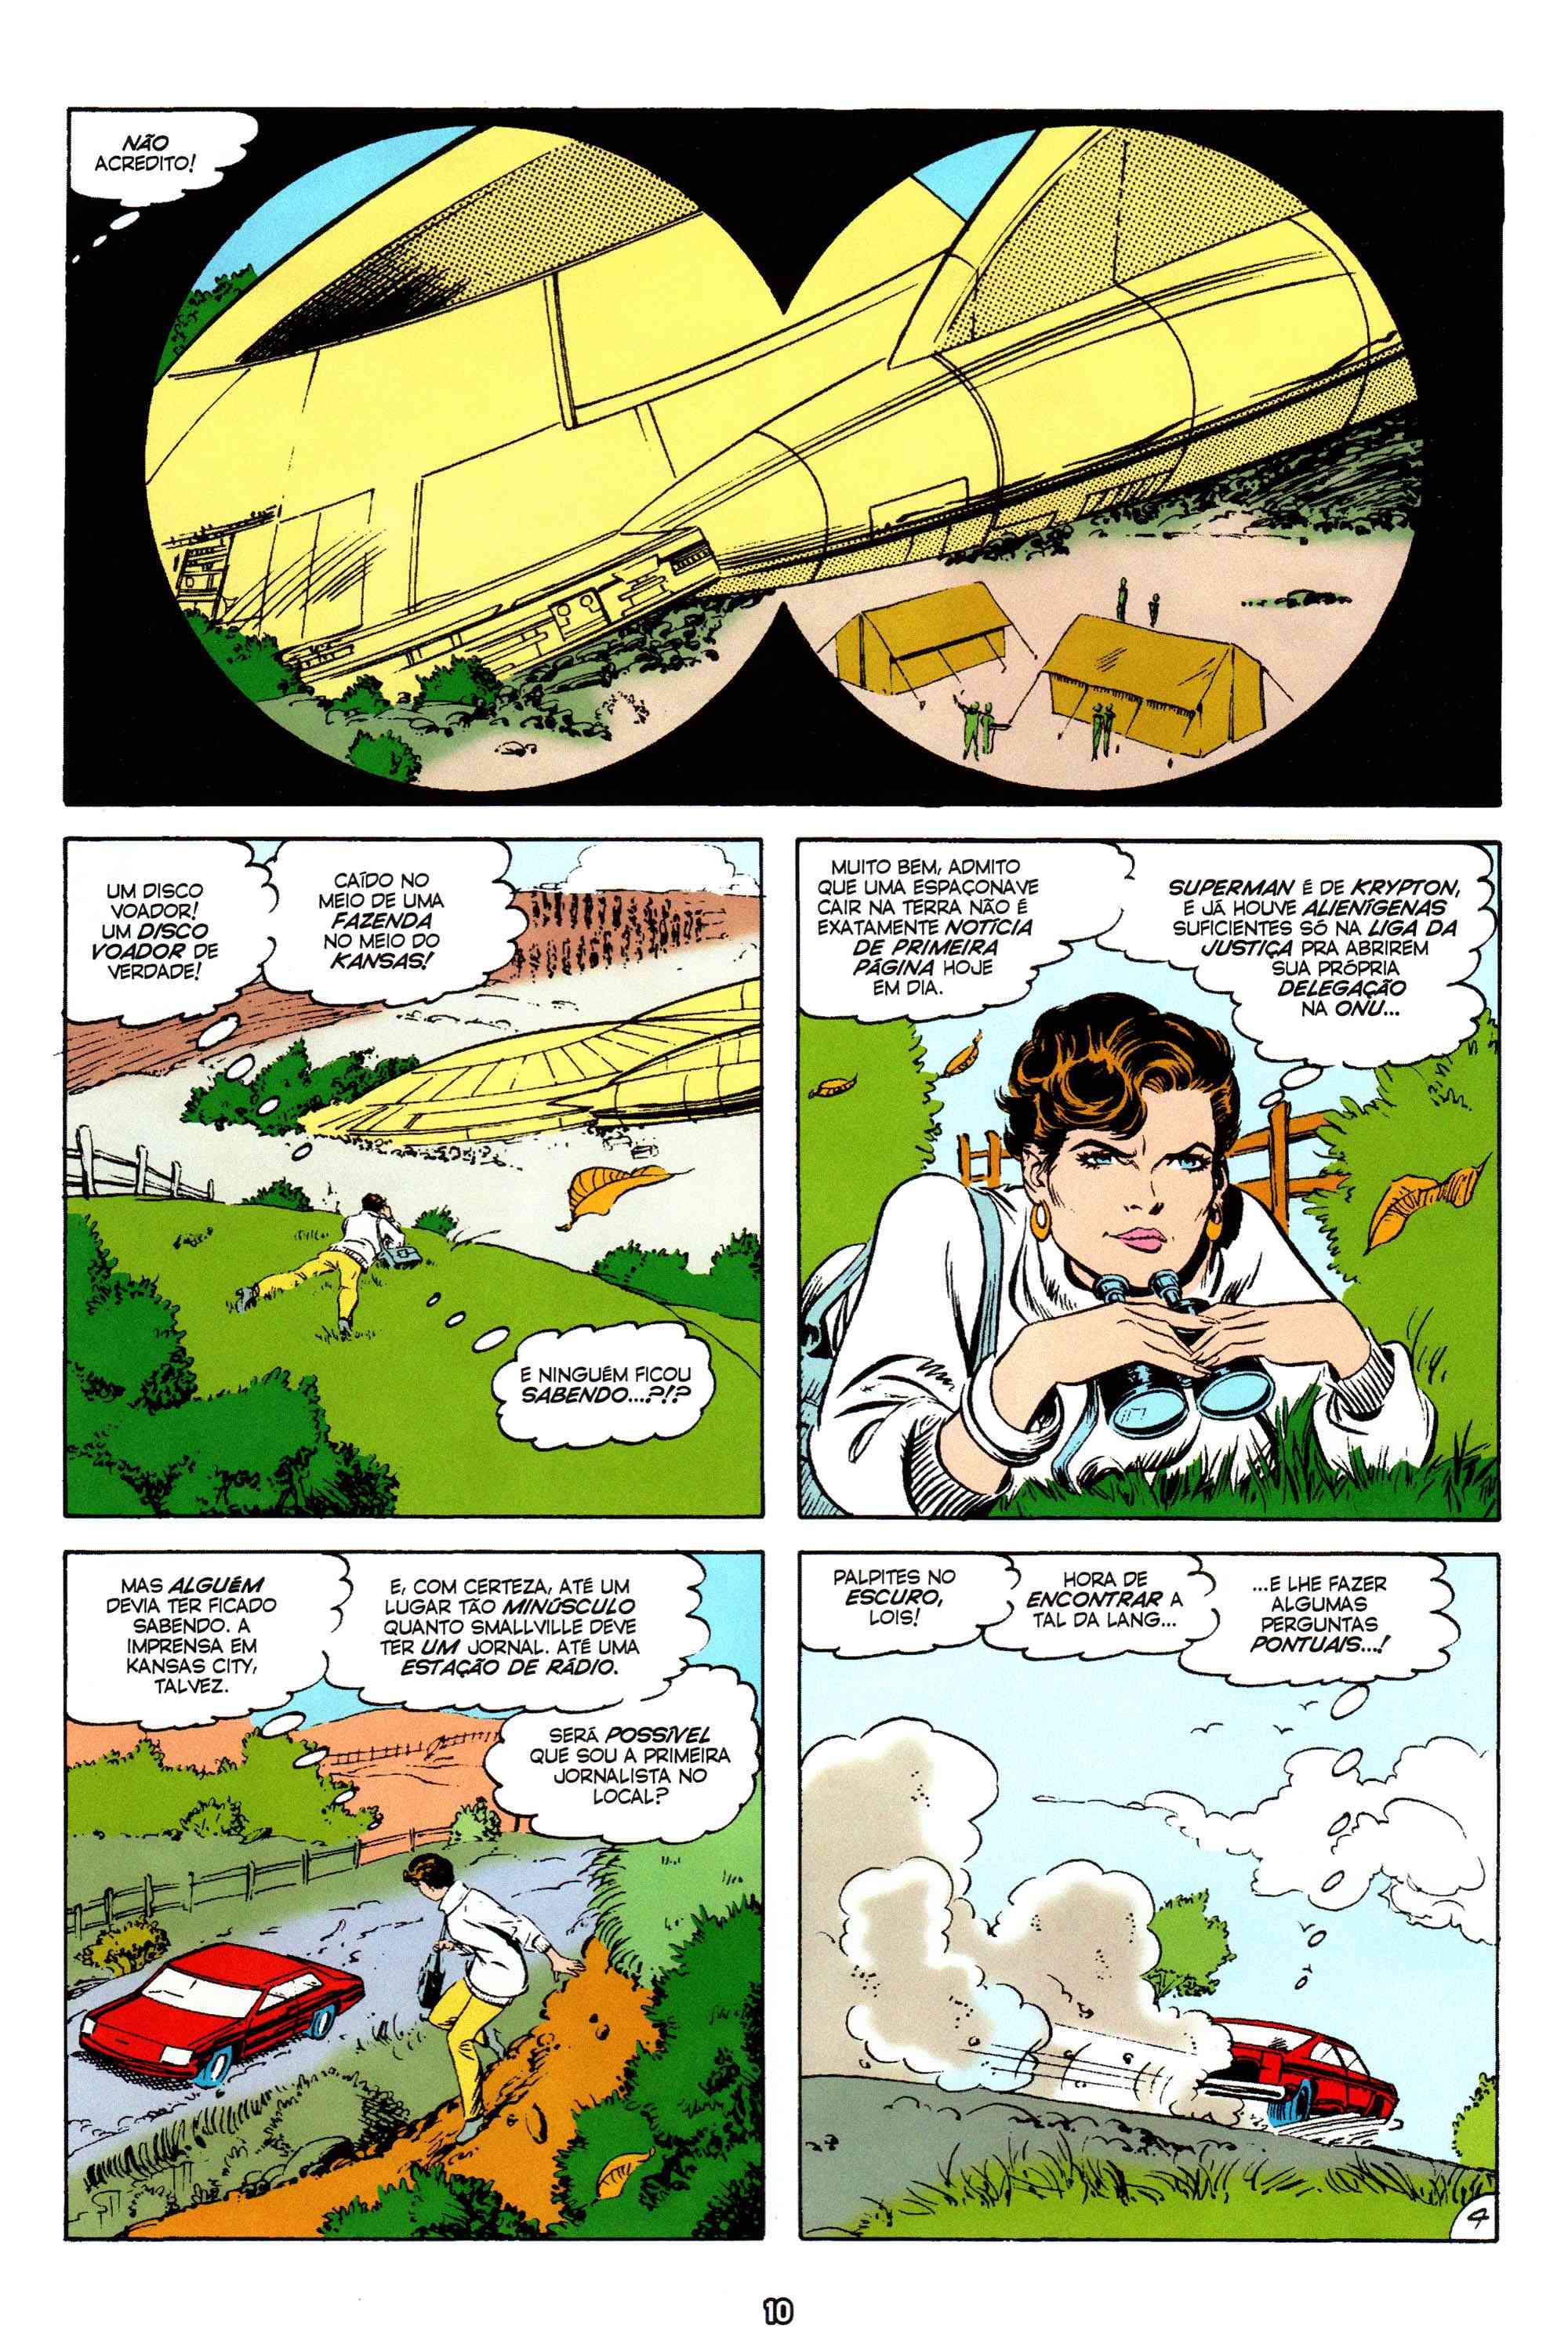 NÃO
ACREDITO!
UM DISCO
VOADOR!
UM DISCO
VOADOR DE
VERDADE!
CAÍDO NO
MEIO DE UMA
FAZENDA
NO MEIO DO
KANSAS!
E NINGUÉM FICOU
SABENDO...?!?
MUITO BEM, ADMITO
QUE UMA ESPAÇONAVE
CAIR NA TERRA NÃO É
EXATAMENTE NOTÍCIA
DE PRIMEIRA
PÁGINA HOJE
EM DIA.
SUPERMAN É DE KRYPTON,
E JÁ HOUVE ALIENÍGENAS
SUFICIENTES SÓ NA LIGA DA
JUSTIÇA PRA ABRIREM
SUA PRÓPRIA
DELEGAÇÃO
NA ONU...
MAS ALGUÉM
DEVIA TER FICADO
SABENDO. A
IMPRENSA EM
KANSAS CITY,
TALVEZ.
E, COM CERTEZA, ATÉ UM
LUGAR TÃO MINÚSCULO
QUANTO SMALLVILLE DEVE
TER UM JORNAL. ATÉ UMA
ESTAÇÃO DE RÁDIO.
SERÁ POSSÍVEL
QUE SOU A PRIMEIRA
JORNALISTA NO
LOCAL?
PALPITES NO
ESCURO,
LOIS!
HORA DE
ENCONTRAR A
TAL DA LANG...
...E LHE FAZER
ALGUMAS
PERGUNTAS
PONTUAIS...!
4
10